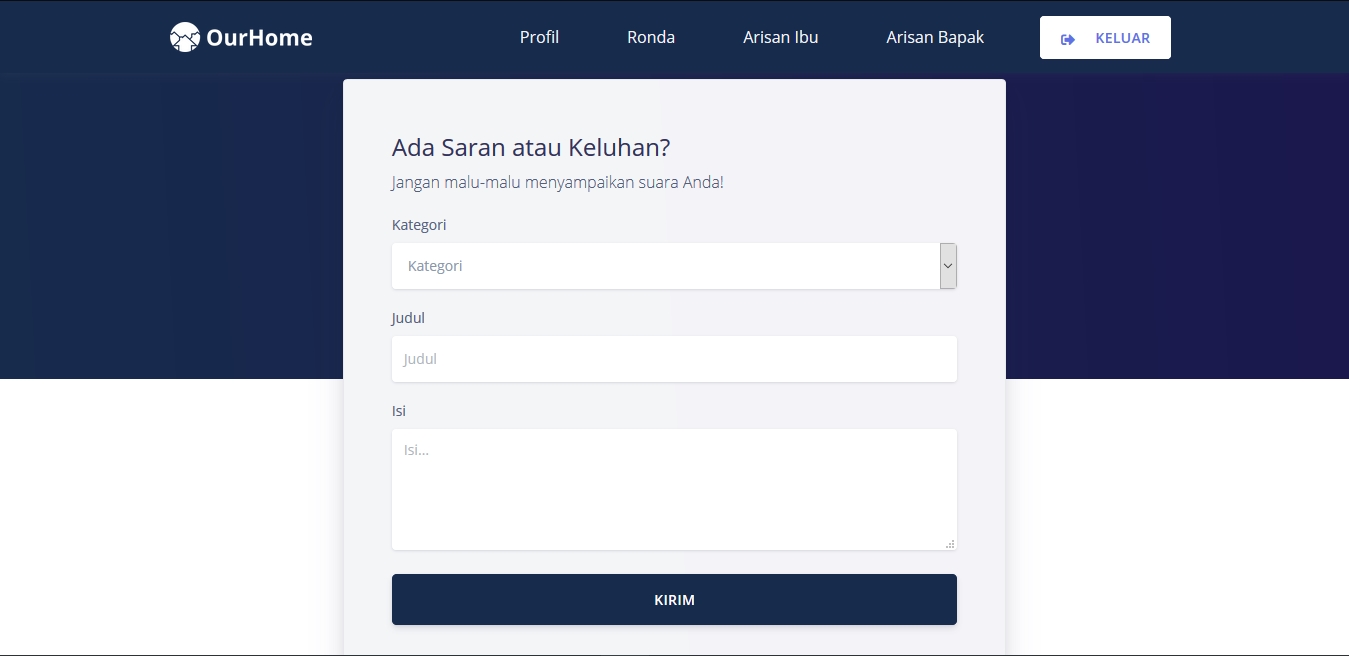 OurHome
Profil
Ronda
Arisan Ibu
Arisan Bapak
KELUAR
Ada Saran atau Keluhan?
Jangan malu-malu menyampaikan suara Anda!
Kategori
Kategori
Judul
Judul
Isi
Isi...
KIRIM